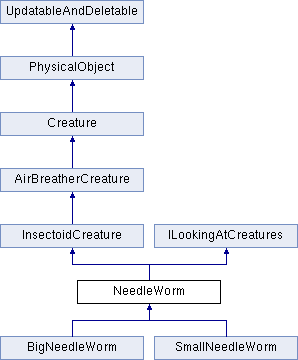 UpdatableAndDeletable
PhysicalObject
Creature
AirBreatherCreature
InsectoidCreature
ILookingAtCreatures
NeedleWorm
BigNeedleWorm
SmallNeedleWorm